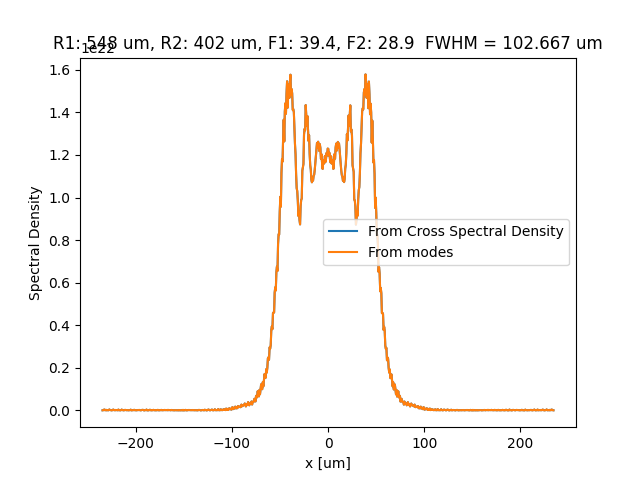 R1: 548 um, R2: 402 um, F1: 39.4, F2: 28.9  FWHM = 102.667 um
1e22
1.6
1.4
1.2
1.0
0.8
0.6
0.4
0.2
0.0
Spectral Density
From Cross Spectral Density
From modes
−200
−100
0
100
200
x [um]